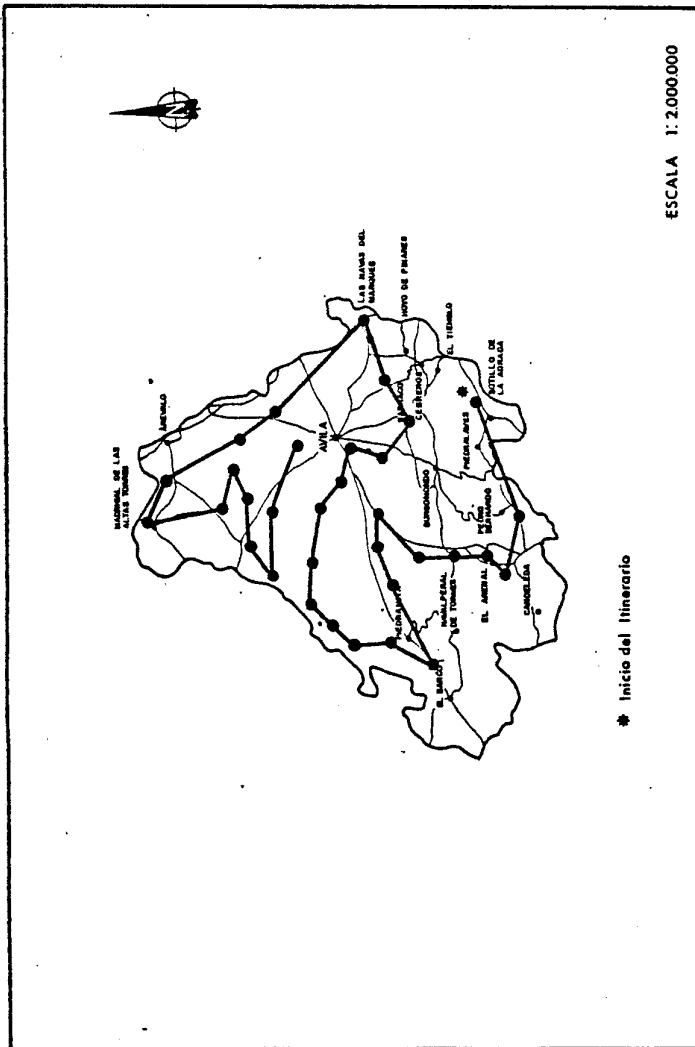 N
MADRIGAL DE LAS
ALTAS TORRES
AREVALO
LAS NAVAS DEL
MARQUES
AVILA
HOYO DE PINARES
CEBREROS
EL TIEMBLO
BURGOHONDO
PIEDRALAVES
SOTILLO DE
LA ADRADA
PEDRO
BERNARDO
PIEDRAHITA
NAVALPERAL
DE TORMES
EL BARCO
EL ARENAL
CANDELEDA
* Inicio del Itinerario
ESCALA 1: 2.000.000